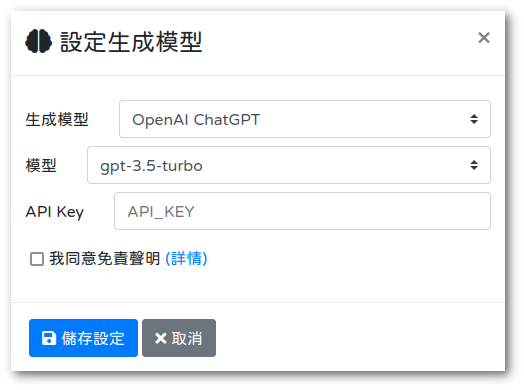 設定生成模型 ×
生成模型 OpenAI ChatGPT
模型 gpt-3.5-turbo
API Key API_KEY
我同意免責聲明 (詳情)
儲存設定 取消